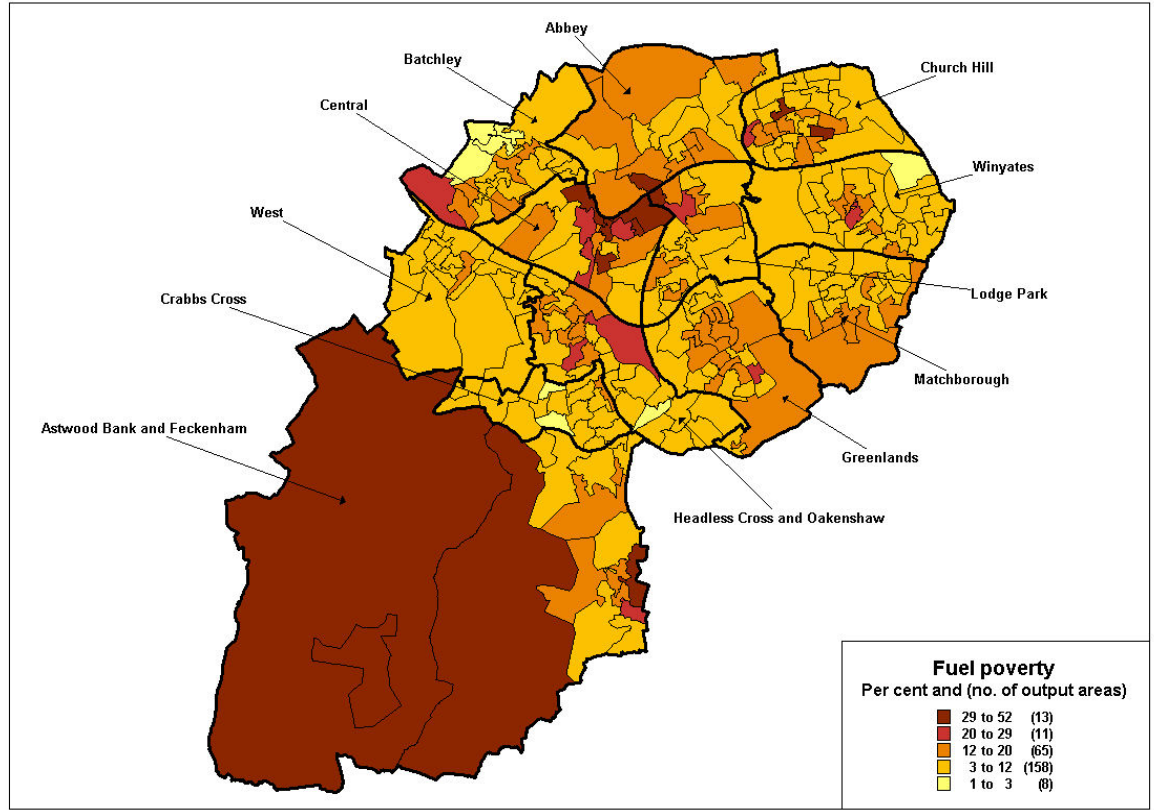 Abbey
Batchley
Church Hill
Central
Winyates
West
Crabbs Cross
Lodge Park
Matchborough
Astwood Bank and Feckenham
Greenlands
Headless Cross and Oakenshaw
Fuel poverty
Per cent and (no. of output areas)
29 to 52 (13)
20 to 29 (11)
12 to 20 (65)
3 to 12 (158)
1 to 3 (8)